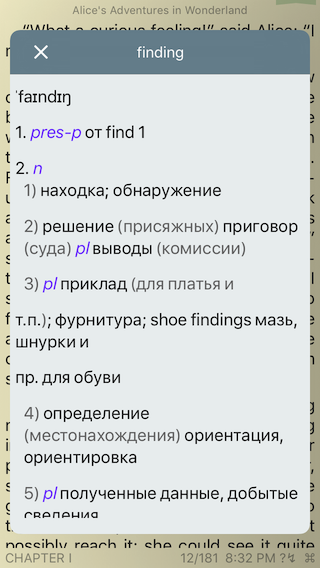 Alice's Adventures in Wonderland
“What a curious feeling!” said Alice; “I
finding
ˈfaɪndɪŋ
1. pres-p от find 1
2. n
1) находка; обнаружение
2) решение (присяжных) приговор
(суда) pl выводы (комиссии)
3) pl приклад (для платья и
т.п.); фурнитура; shoe findings мазь,
шнурки и
пр. для обуви
4) определение
(местонахождения) ориентация,
ориентировка
5) pl полученные данные, добытые
сведения
possibly reach it: she could see it quite
CHAPTER I 12/181 8:32 PM ?↯ ⌘